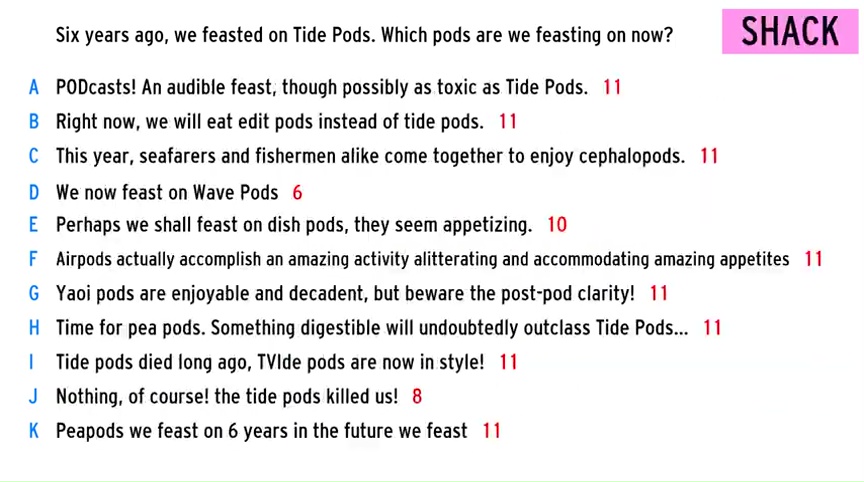 Six years ago, we feasted on Tide Pods. Which pods are we feasting on now?
SHACK
A PODcasts! An audible feast, though possibly as toxic as Tide Pods. 11
B Right now, we will eat edit pods instead of tide pods. 11
C This year, seafarers and fishermen alike come together to enjoy cephalopods. 11
D We now feast on Wave Pods 6
E Perhaps we shall feast on dish pods, they seem appetizing. 10
F Airpods actually accomplish an amazing activity alitterating and accommodating amazing appetites 11
G Yaoi pods are enjoyable and decadent, but beware the post-pod clarity! 11
H Time for pea pods. Something digestible will undoubtedly outclass Tide Pods... 11
I Tide pods died long ago, TVIde pods are now in style! 11
J Nothing, of course! the tide pods killed us! 8
K Peapods we feast on 6 years in the future we feast 11